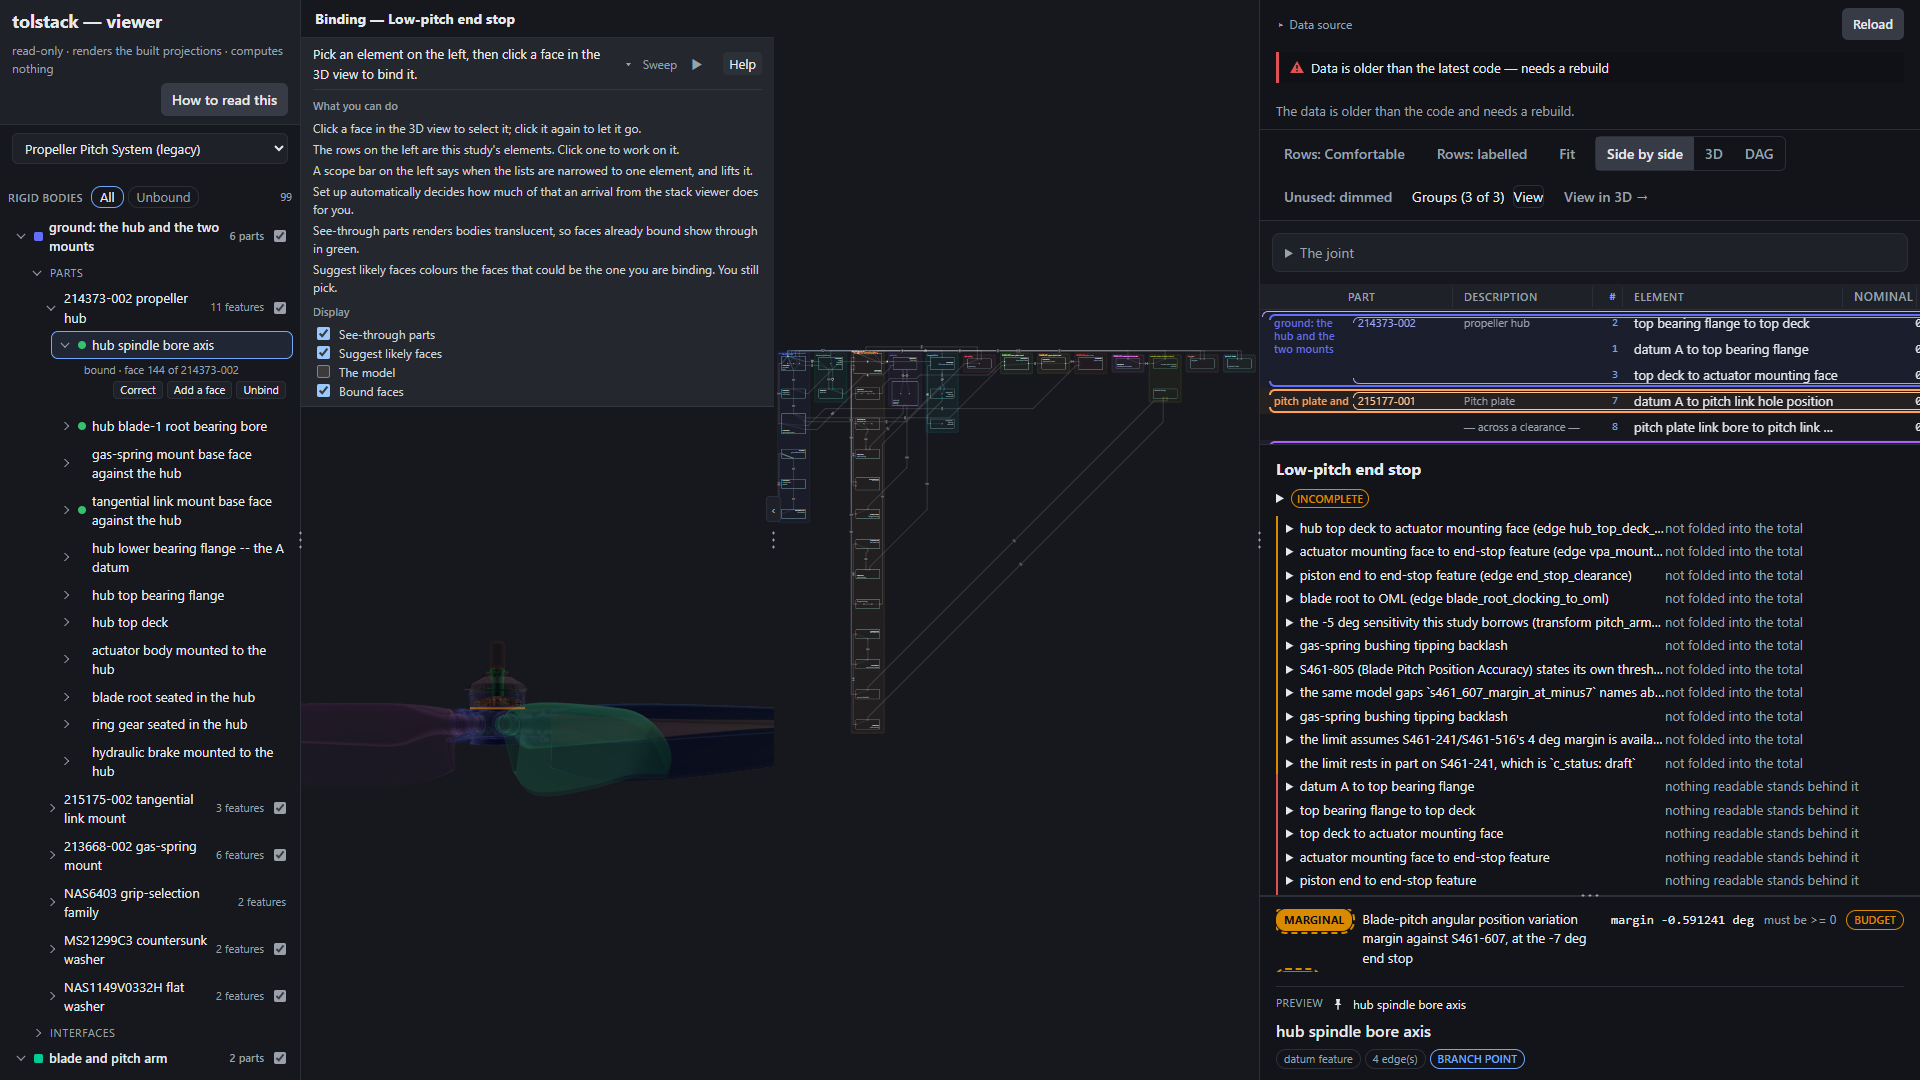 tolstack — viewer
read-only · renders the built projections · computes
nothing
How to read this
Propeller Pitch System (legacy)
RIGID BODIES All Unbound 99
ground: the hub and the two
mounts
6 parts
PARTS
214373-002 propeller
hub
11 features
hub spindle bore axis
bound · face 144 of 214373-002
Correct Add a face Unbind
hub blade-1 root bearing bore
gas-spring mount base face
against the hub
tangential link mount base face
against the hub
hub lower bearing flange -- the A
datum
hub top bearing flange
hub top deck
actuator body mounted to the
hub
blade root seated in the hub
ring gear seated in the hub
hydraulic brake mounted to the
hub
215175-002 tangential
link mount
3 features
213668-002 gas-spring
mount
6 features
NAS6403 grip-selection
family
2 features
MS21299C3 countersunk
washer
2 features
NAS1149V0332H flat
washer
2 features
INTERFACES
blade and pitch arm 2 parts
Binding — Low-pitch end stop
Pick an element on the left, then click a face in the
3D view to bind it.
Sweep Help
What you can do
Click a face in the 3D view to select it; click it again to let it go.
The rows on the left are this study's elements. Click one to work on it.
A scope bar on the left says when the lists are narrowed to one element, and lifts it.
Set up automatically decides how much of that an arrival from the stack viewer does
for you.
See-through parts renders bodies translucent, so faces already bound show through
in green.
Suggest likely faces colours the faces that could be the one you are binding. You still
pick.
Display
See-through parts
Suggest likely faces
The model
Bound faces
Data source
Reload
Data is older than the latest code — needs a rebuild
The data is older than the code and needs a rebuild.
Rows: Comfortable Rows: labelled Fit Side by side 3D DAG
Unused: dimmed Groups (3 of 3) View View in 3D →
The joint
PART DESCRIPTION # ELEMENT NOMINAL
ground: the
hub and the
two mounts
214373-002 propeller hub 2 top bearing flange to top deck
1 datum A to top bearing flange
3 top deck to actuator mounting face
pitch plate and 215177-001 Pitch plate 7 datum A to pitch link hole position
— across a clearance — 8 pitch plate link bore to pitch link ...
Low-pitch end stop
INCOMPLETE
hub top deck to actuator mounting face (edge hub_top_deck_... not folded into the total
actuator mounting face to end-stop feature (edge vpa_mount... not folded into the total
piston end to end-stop feature (edge end_stop_clearance) not folded into the total
blade root to OML (edge blade_root_clocking_to_oml) not folded into the total
the -5 deg sensitivity this study borrows (transform pitch_arm... not folded into the total
gas-spring bushing tipping backlash not folded into the total
S461-805 (Blade Pitch Position Accuracy) states its own thresh... not folded into the total
the same model gaps `s461_607_margin_at_minus7` names ab... not folded into the total
gas-spring bushing tipping backlash not folded into the total
the limit assumes S461-241/S461-516's 4 deg margin is availa... not folded into the total
the limit rests in part on S461-241, which is `c_status: draft` not folded into the total
datum A to top bearing flange nothing readable stands behind it
top bearing flange to top deck nothing readable stands behind it
top deck to actuator mounting face nothing readable stands behind it
actuator mounting face to end-stop feature nothing readable stands behind it
piston end to end-stop feature nothing readable stands behind it
MARGINAL
Blade-pitch angular position variation
margin against S461-607, at the -7 deg
end stop
margin -0.591241 deg must be >= 0 BUDGET
PREVIEW hub spindle bore axis
hub spindle bore axis
datum feature 4 edge(s) BRANCH POINT